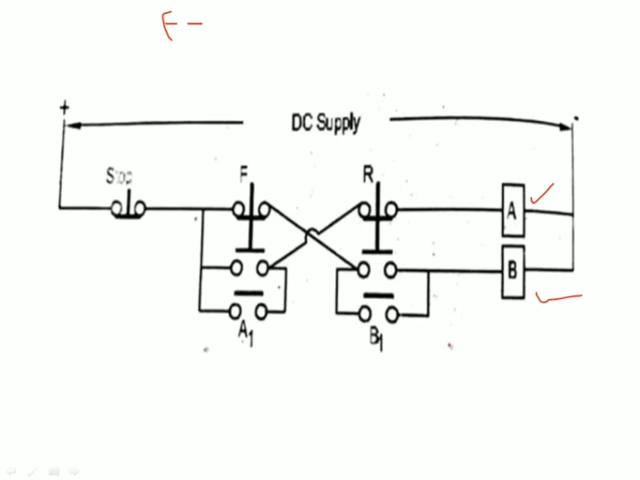 F -
+ -
DC Supply
Stop F R
A
B
A1 B1